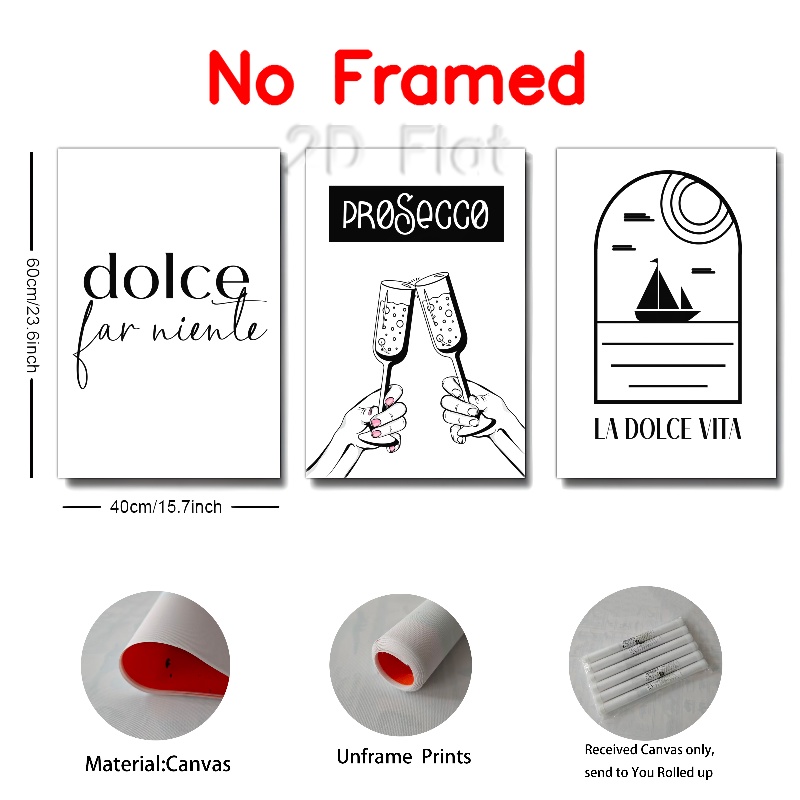 No Framed
2D Flat
dolce
far niente
PROSECCO
LA DOLCE VITA
60cm/23.6inch
40cm/15.7inch
Material:Canvas
Unframe Prints
Received Canvas only,
send to You Rolled up